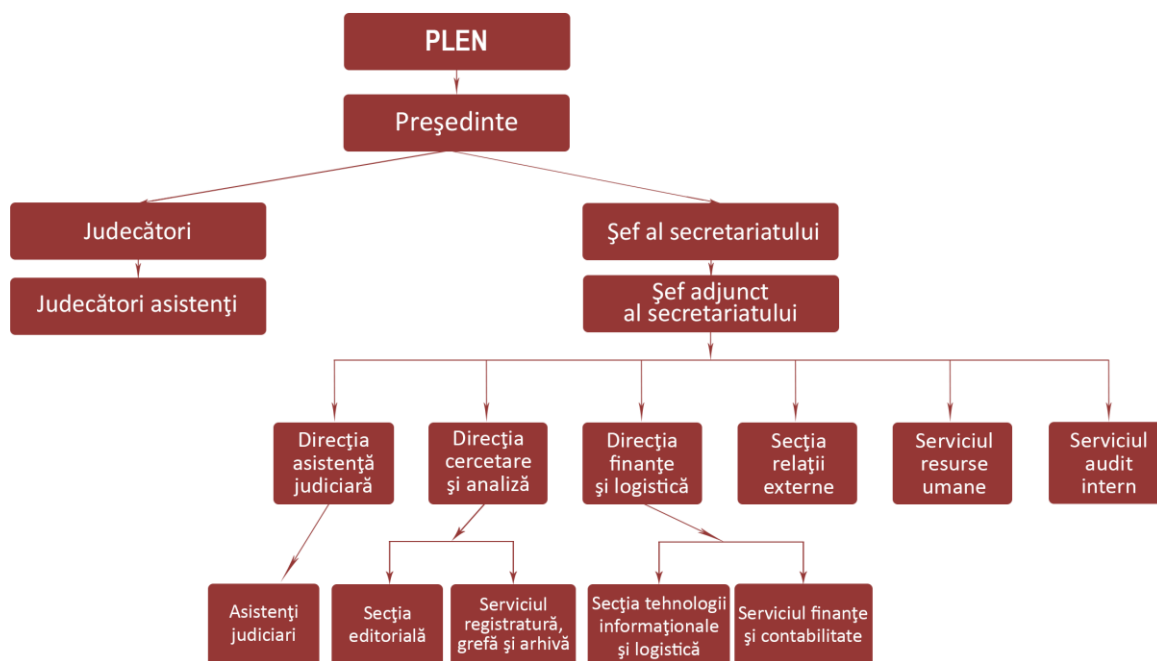 PLEN
Preşedinte
Judecători
Şef al secretariatului
Judecători asistenţi
Şef adjunct
al secretariatului
Direcţia
asistenţă
judiciară
Direcţia
cercetare
şi analiză
Direcţia
finanţe
şi logistică
Secţia
relaţii
externe
Serviciul
resurse
umane
Serviciul
audit
intern
Asistenţi
judiciari
Secţia
editorială
Serviciul
registratură,
grefă şi arhivă
Secţia tehnologii
informaţionale
şi logistică
Serviciul finanţe
şi contabilitate